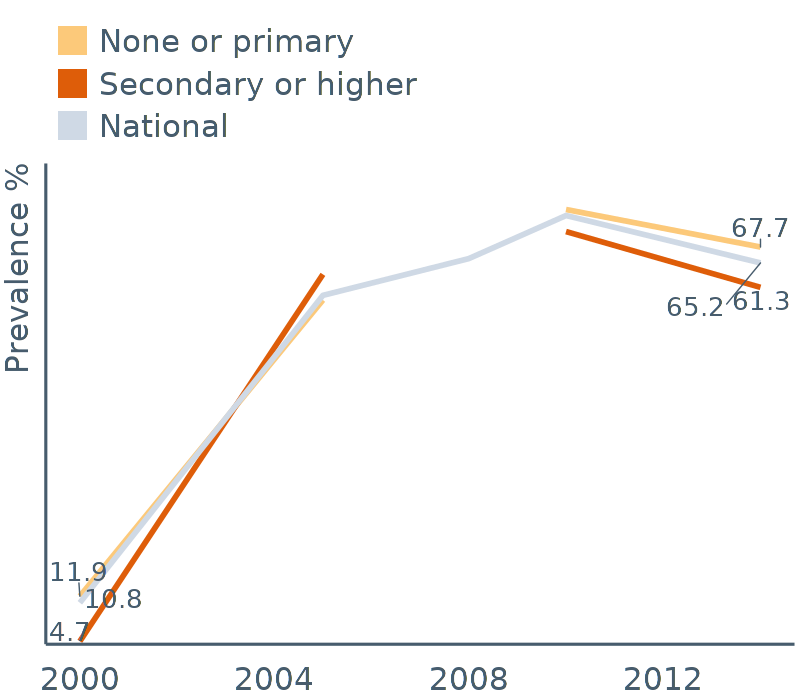 None or primary
Secondary or higher
National
Prevalence %
67.7
65.2
61.3
11.9
10.8
4.7
2000 2004 2008 2012